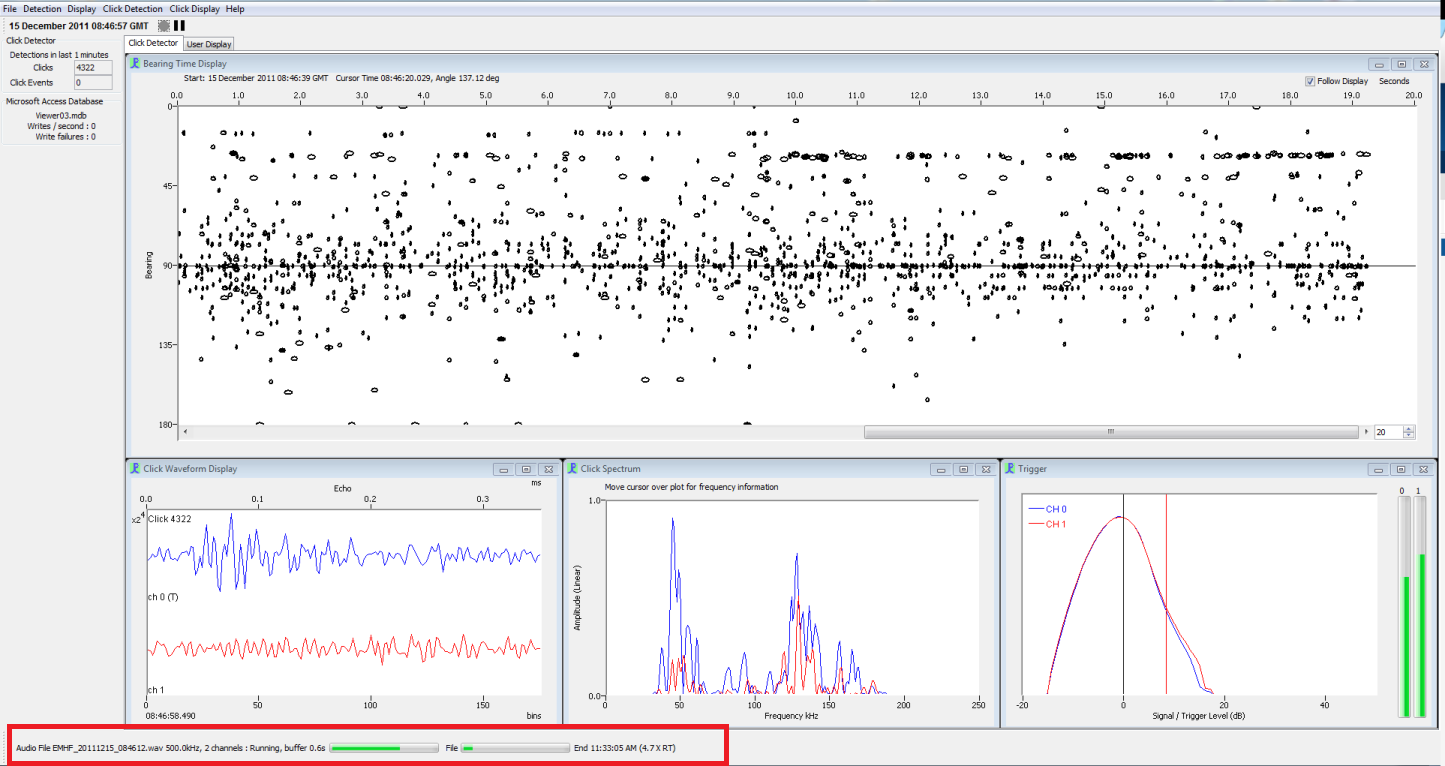 File Detection Display Click Detection Click Display Help
15 December 2011 08:46:57 GMT
Click Detector
Detections in last 1 minutes
Clicks 4322
Click Events 0
Microsoft Access Database
Viewer03.mdb
Writes / second : 0
Write failures : 0
Click Detector User Display
Bearing Time Display
Start: 15 December 2011 08:46:39 GMT Cursor Time 08:46:20.029, Angle 137.12 deg
Follow Display Seconds
0.0 1.0 2.0 3.0 4.0 5.0 6.0 7.0 8.0 9.0 10.0 11.0 12.0 13.0 14.0 15.0 16.0 17.0 18.0 19.0 20.0
0
45
90
135
180
Bearing
20
Click Waveform Display
Echo
ms
0.0 0.1 0.2 0.3
x2^4
Click 4322
ch 0 (T)
ch 1
0 50 100 150
08:46:58.490
bins
Click Spectrum
Move cursor over plot for frequency information
1.0
Amplitude (Linear)
0.0
0 50 100 150 200 250
Frequency kHz
Trigger
CH 0
CH 1
0 1
-20 0 20 40
Signal / Trigger Level (dB)
Audio File EMHF_20111215_084612.wav 500.0kHz, 2 channels : Running, buffer 0.6s File End 11:33:05 AM (4.7 X RT)